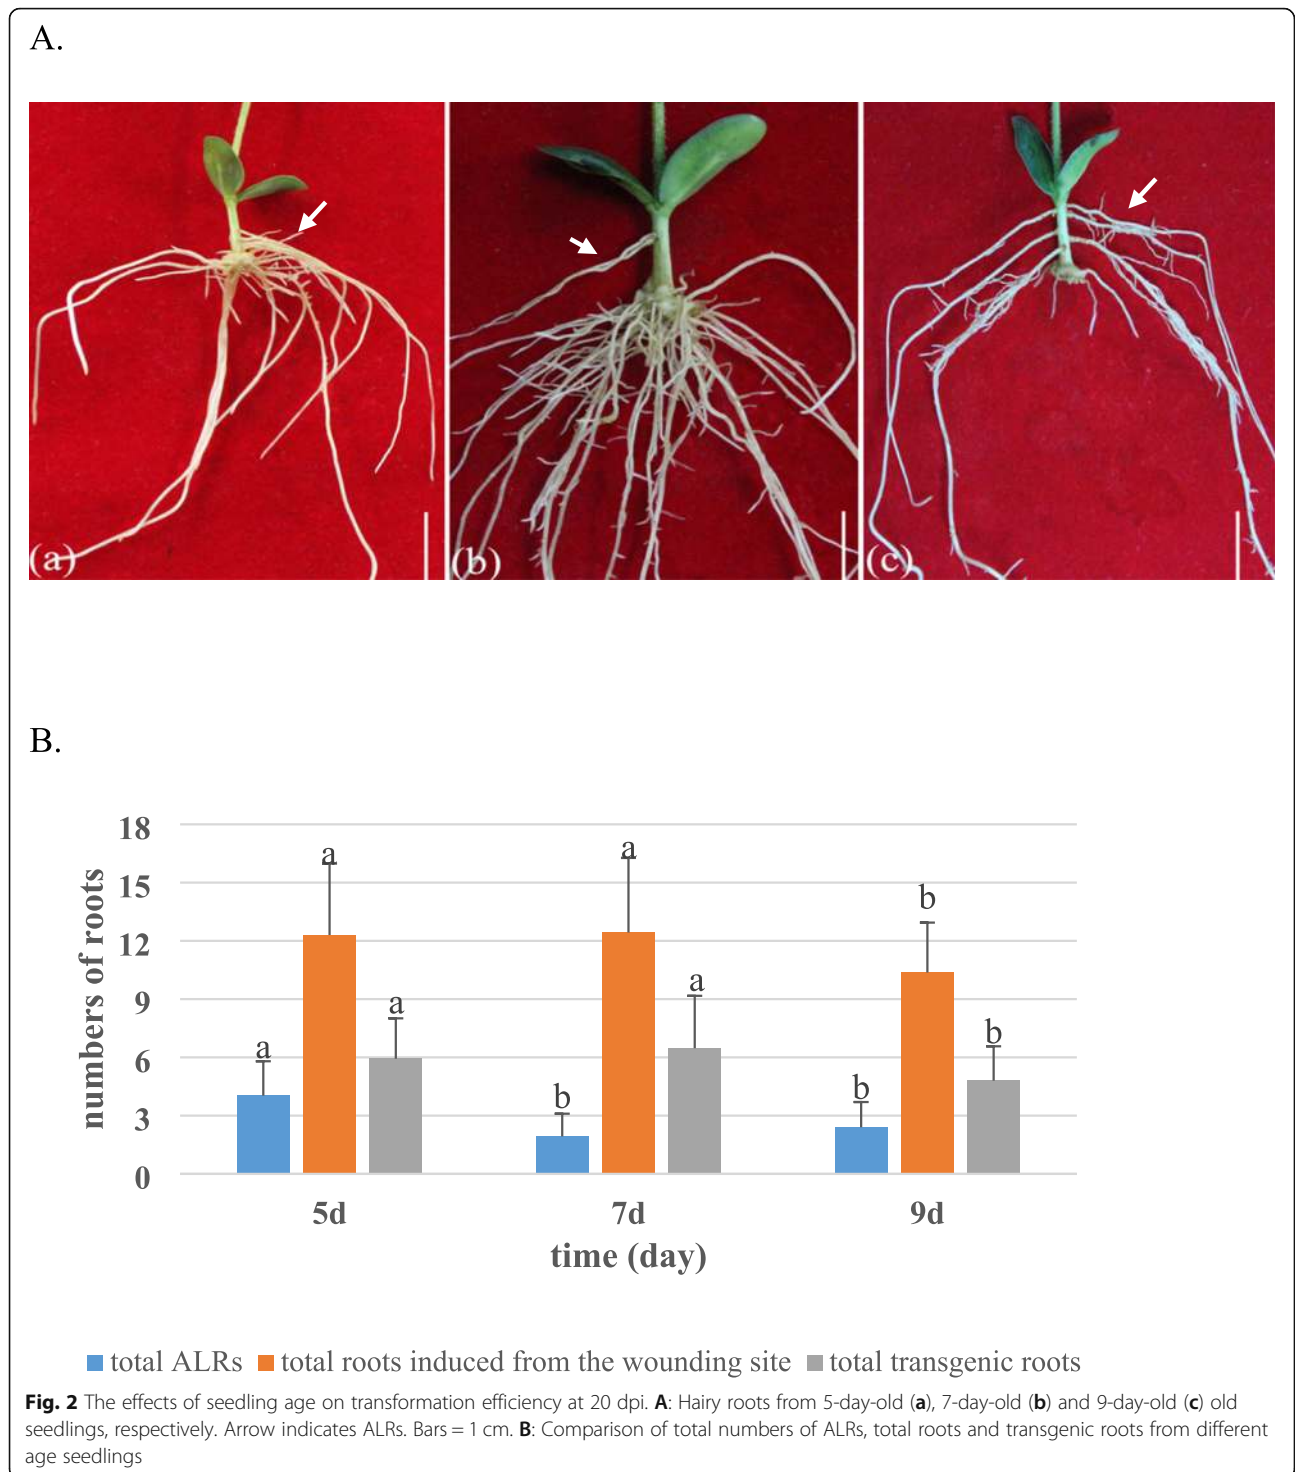 A.
(a) (b) (c)
B.
18
15
12
9
6
3
0
numbers of roots
a a a
b a a
b b b
5d 7d 9d
time (day)
total ALRs total roots induced from the wounding site total transgenic roots
Fig. 2 The effects of seedling age on transformation efficiency at 20 dpi. A: Hairy roots from 5-day-old (a), 7-day-old (b) and 9-day-old (c) old
seedlings, respectively. Arrow indicates ALRs. Bars = 1 cm. B: Comparison of total numbers of ALRs, total roots and transgenic roots from different
age seedlings